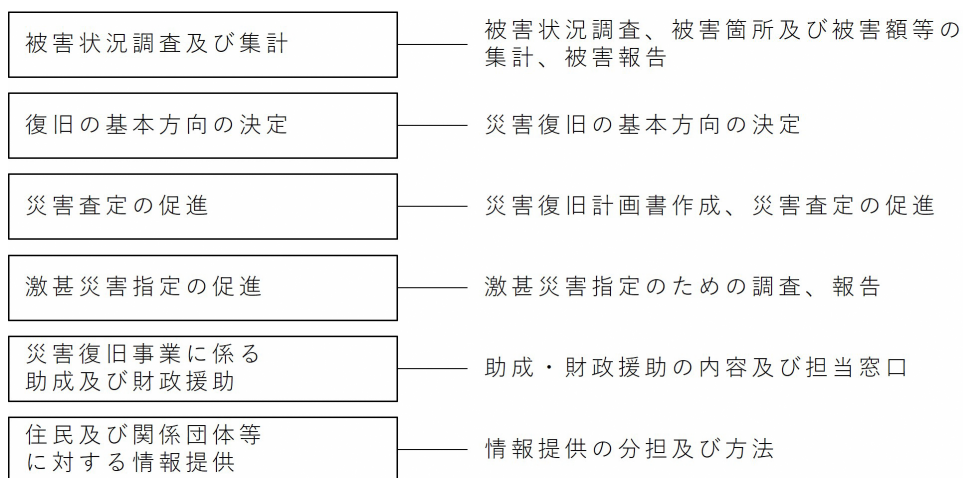 被害状況調査及び集計
被害状況調査、被害箇所及び被害額等の
集計、被害報告
復旧の基本方向の決定
災害復旧の基本方向の決定
災害査定の促進
災害復旧計画書作成、災害査定の促進
激甚災害指定の促進
激甚災害指定のための調査、報告
災害復旧事業に係る
助成及び財政援助
助成・財政援助の内容及び担当窓口
住民及び関係団体等
に対する情報提供
情報提供の分担及び方法